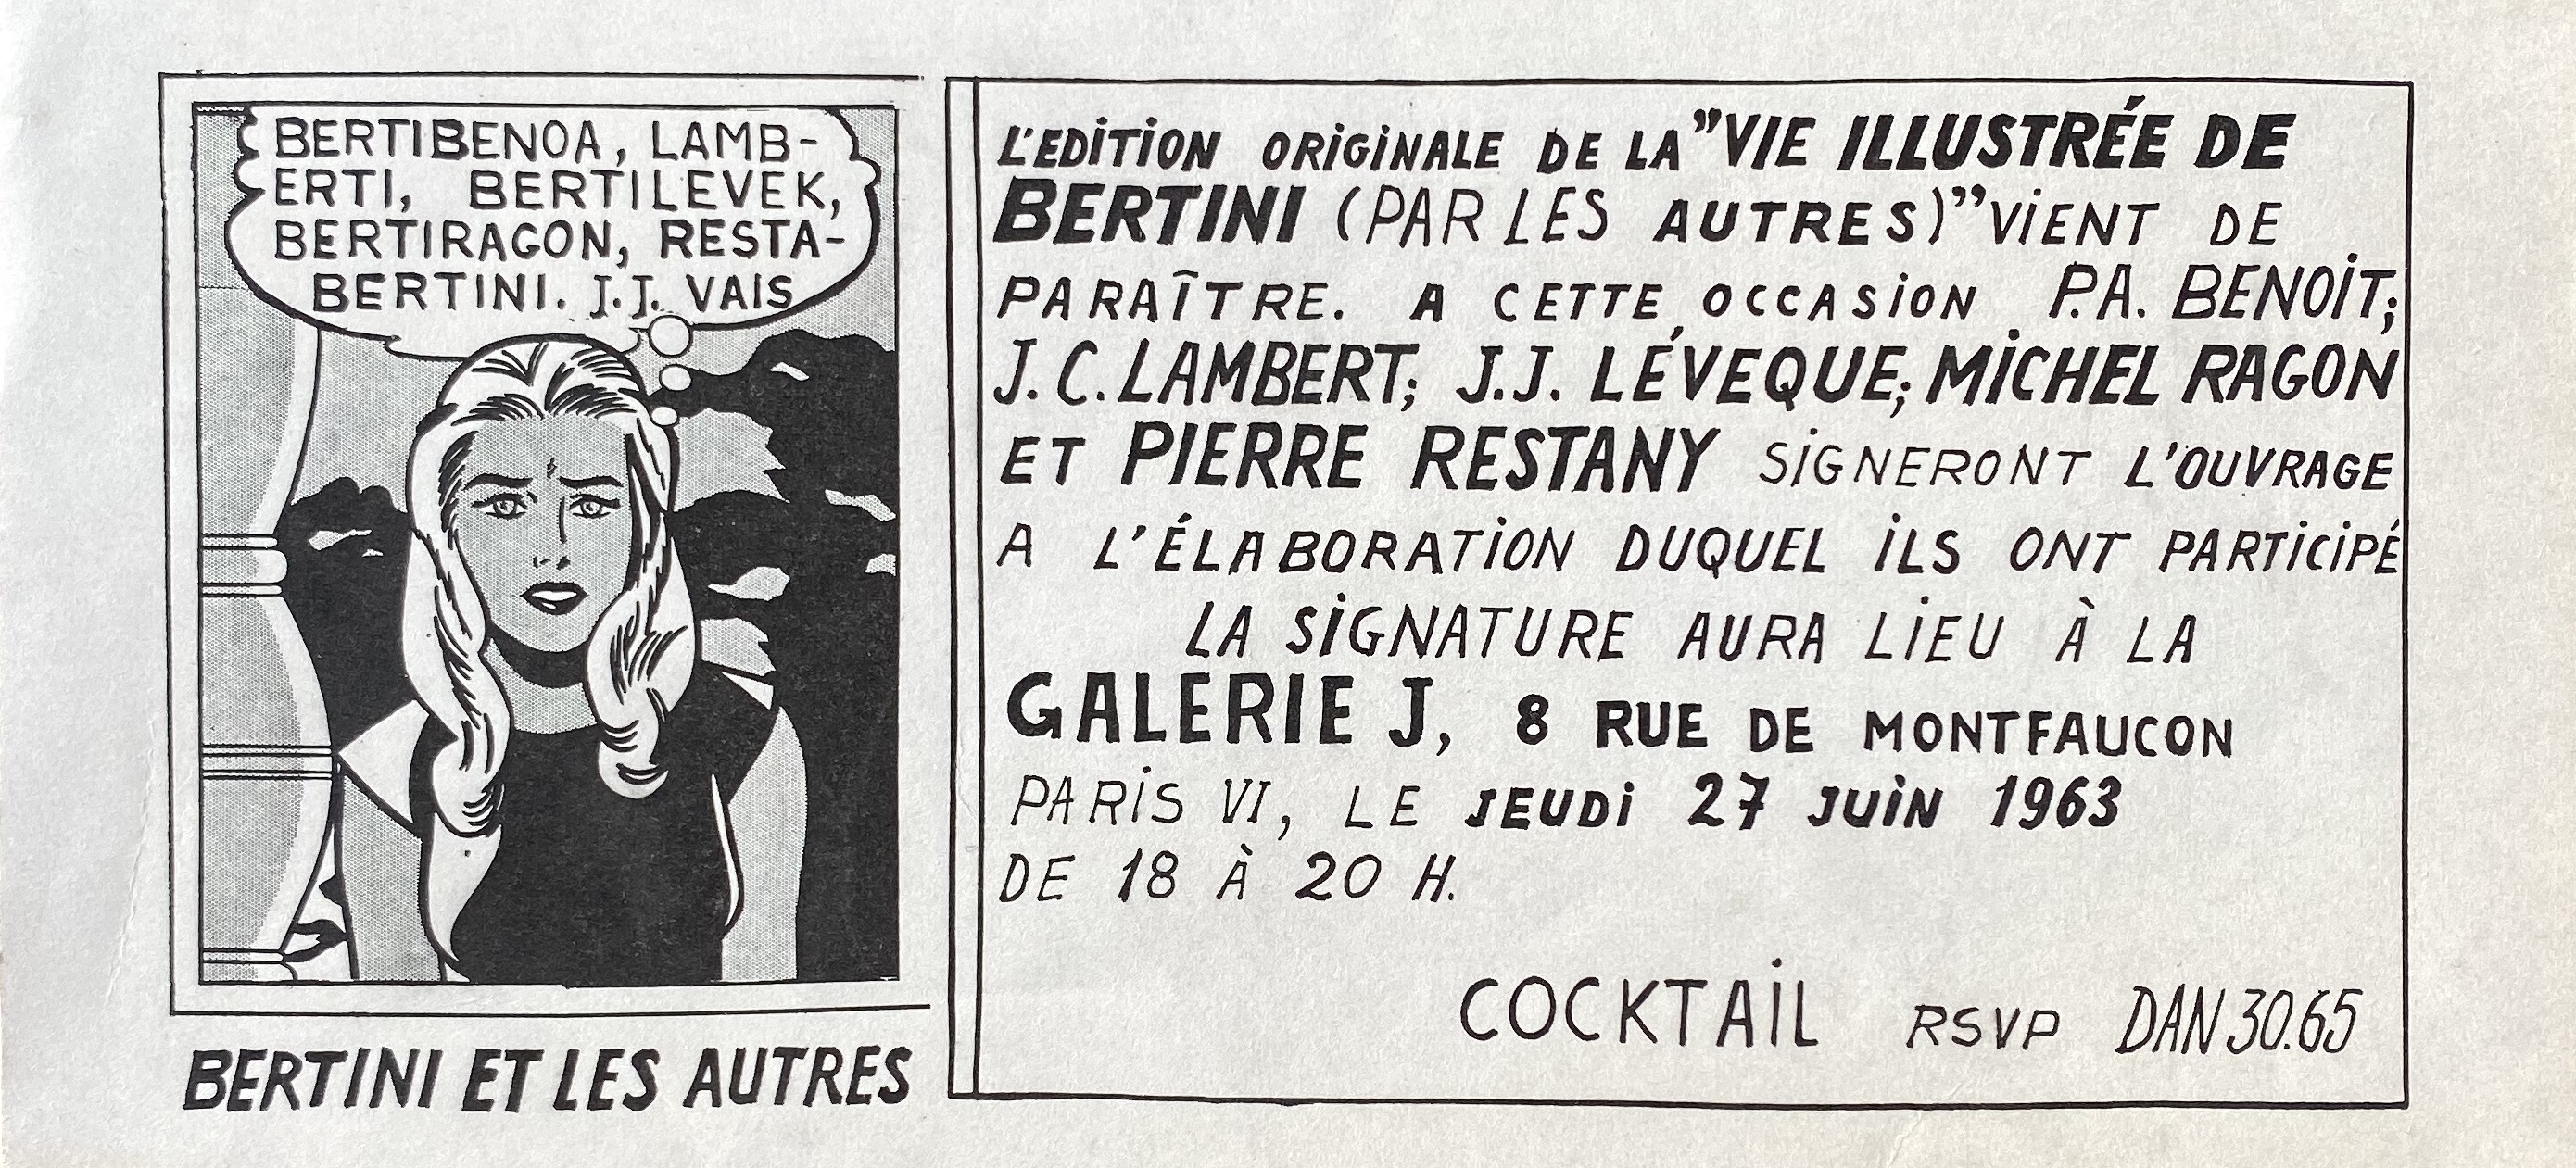 BERTIBENOA, LAMB-
ERTI, BERTILEVEK,
BERTIRAGON, RESTA-
BERTINI. J.J. VAIS
BERTINI ET LES AUTRES
L'EDITION ORIGINALE DE LA "VIE ILLUSTRÉE DE
BERTINI (PAR LES AUTRES)" VIENT DE
PARAÎTRE. A CETTE OCCASION P.A. BENOIT;
J.C. LAMBERT; J.J. LÉVEQUE; MICHEL RAGON
ET PIERRE RESTANY SIGNERONT L'OUVRAGE
A L'ÉLABORATION DUQUEL ILS ONT PARTICIPÉ
LA SIGNATURE AURA LIEU À LA
GALERIE J, 8 RUE DE MONTFAUCON
PARIS VI, LE JEUDI 27 JUIN 1963
DE 18 À 20 H.
COCKTAIL RSVP DAN 30.65